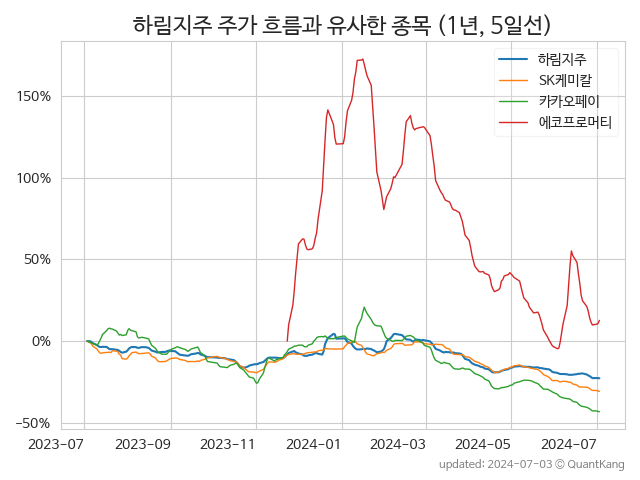 하림지주 주가 흐름과 유사한 종목 (1년, 5일선)
하림지주
SK케미칼
카카오페이
에코프로머티
150%
100%
50%
0%
−50%
2023-07 2023-09 2023-11 2024-01 2024-03 2024-05 2024-07
updated: 2024-07-03 © QuantKang